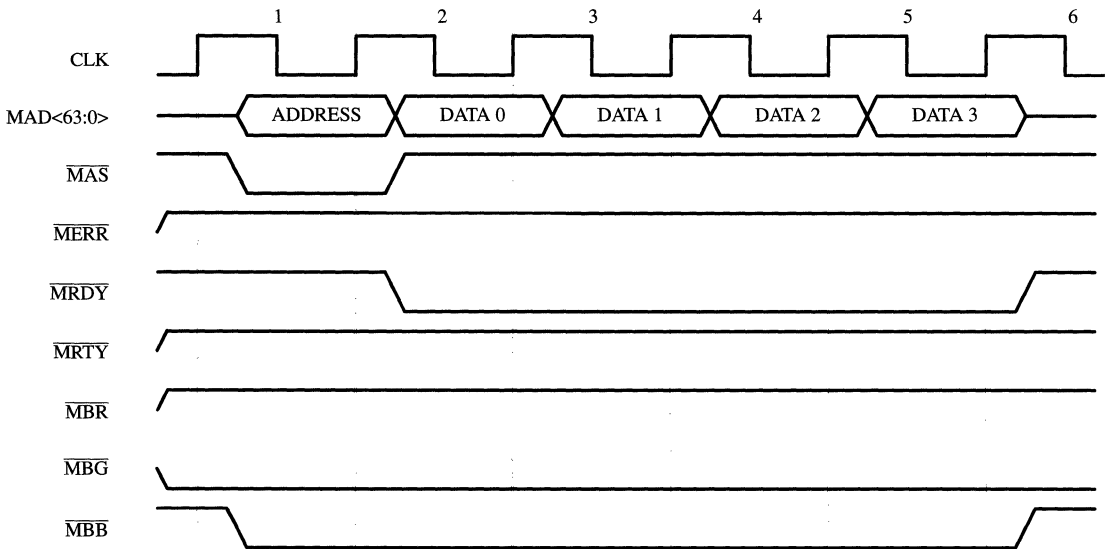 1 2 3 4 5 6
CLK
MAD<63:0> ADDRESS DATA 0 DATA 1 DATA 2 DATA 3
MAS
MERR
MRDY
MRTY
MBR
MBG
MBB